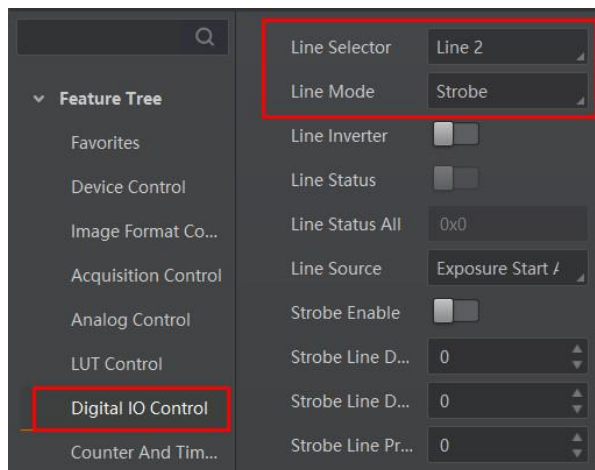 Feature Tree
Favorites
Device Control
Image Format Co...
Acquisition Control
Analog Control
LUT Control
Digital IO Control
Counter And Tim...
Line Selector Line 2
Line Mode Strobe
Line Inverter
Line Status
Line Status All 0x0
Line Source Exposure Start A
Strobe Enable
Strobe Line D... 0
Strobe Line D... 0
Strobe Line Pr... 0